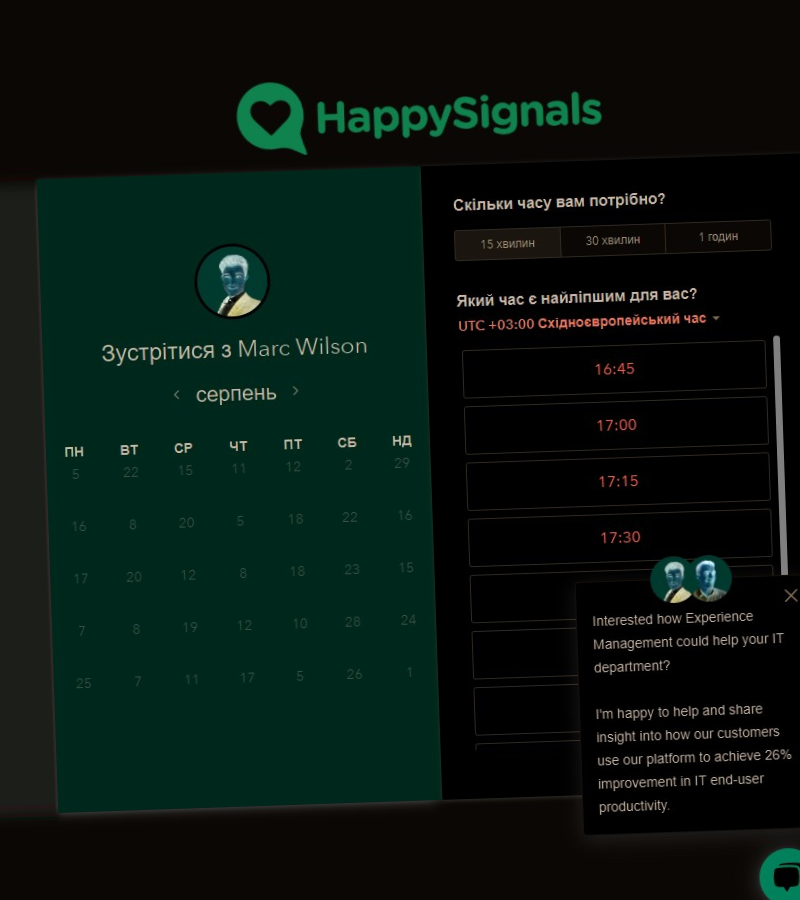 HappySignals
Зустрітися з Marc Wilson
серпень
ПН ВТ СР ЧТ ПТ СБ НД
5 22 15 11 12 2 29
16 8 20 5 18 22 16
17 20 12 8 18 23 15
7 8 19 12 10 28 24
25 7 11 17 5 26 1
Скільки часу вам потрібно?
15 хвилин 30 хвилин 1 годин
Який час є найліпшим для вас?
UTC +03:00 Східноєвропейський час
16:45
17:00
17:15
17:30
Interested how Experience
Management could help your IT
department?
I'm happy to help and share
insight into how our customers
use our platform to achieve 26%
improvement in IT end-user
productivity.